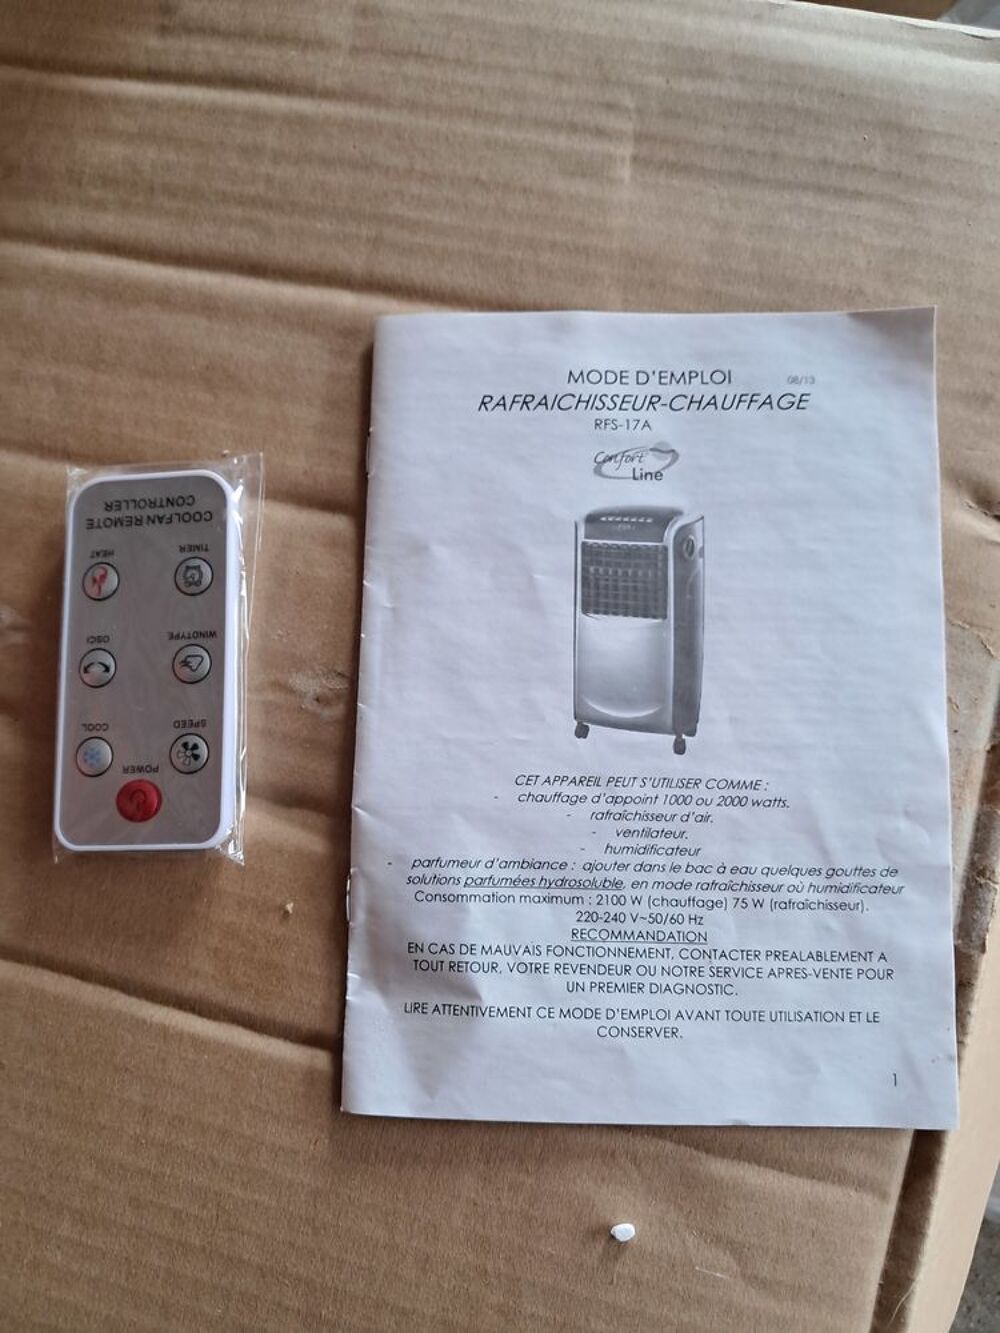 MODE D'EMPLOI 08/13
RAFRAICHISSEUR-CHAUFFAGE
RFS-17A
Confort
Line
CET APPAREIL PEUT S'UTILISER COMME :
- chauffage d'appoint 1000 ou 2000 watts.
- rafraîchisseur d'air.
- ventilateur.
- humidificateur
- parfumeur d'ambiance : ajouter dans le bac à eau quelques gouttes de
solutions parfumées hydrosoluble, en mode rafraîchisseur où humidificateur
Consommation maximum : 2100 W (chauffage) 75 W (rafraîchisseur).
220-240 V~50/60 Hz
RECOMMANDATION
EN CAS DE MAUVAIS FONCTIONNEMENT, CONTACTER PREALABLEMENT A
TOUT RETOUR, VOTRE REVENDEUR OU NOTRE SERVICE APRES-VENTE POUR
UN PREMIER DIAGNOSTIC.
LIRE ATTENTIVEMENT CE MODE D'EMPLOI AVANT TOUTE UTILISATION ET LE
CONSERVER.
1
POWER
SPEED COOL
WINDTYPE OSCI
TIMER HEAT
COOLFAN REMOTE
CONTROLLER